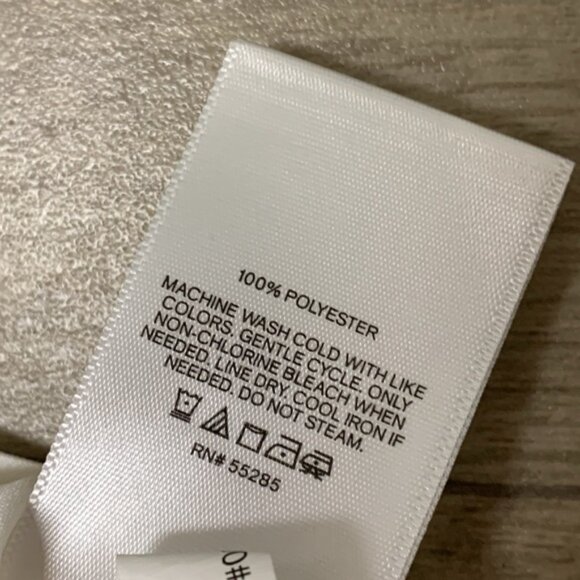 100% POLYESTER
MACHINE WASH COLD WITH LIKE
COLORS. GENTLE CYCLE. ONLY
NON-CHLORINE BLEACH WHEN
NEEDED. LINE DRY. COOL IRON IF
NEEDED. DO NOT STEAM.
RN# 55285